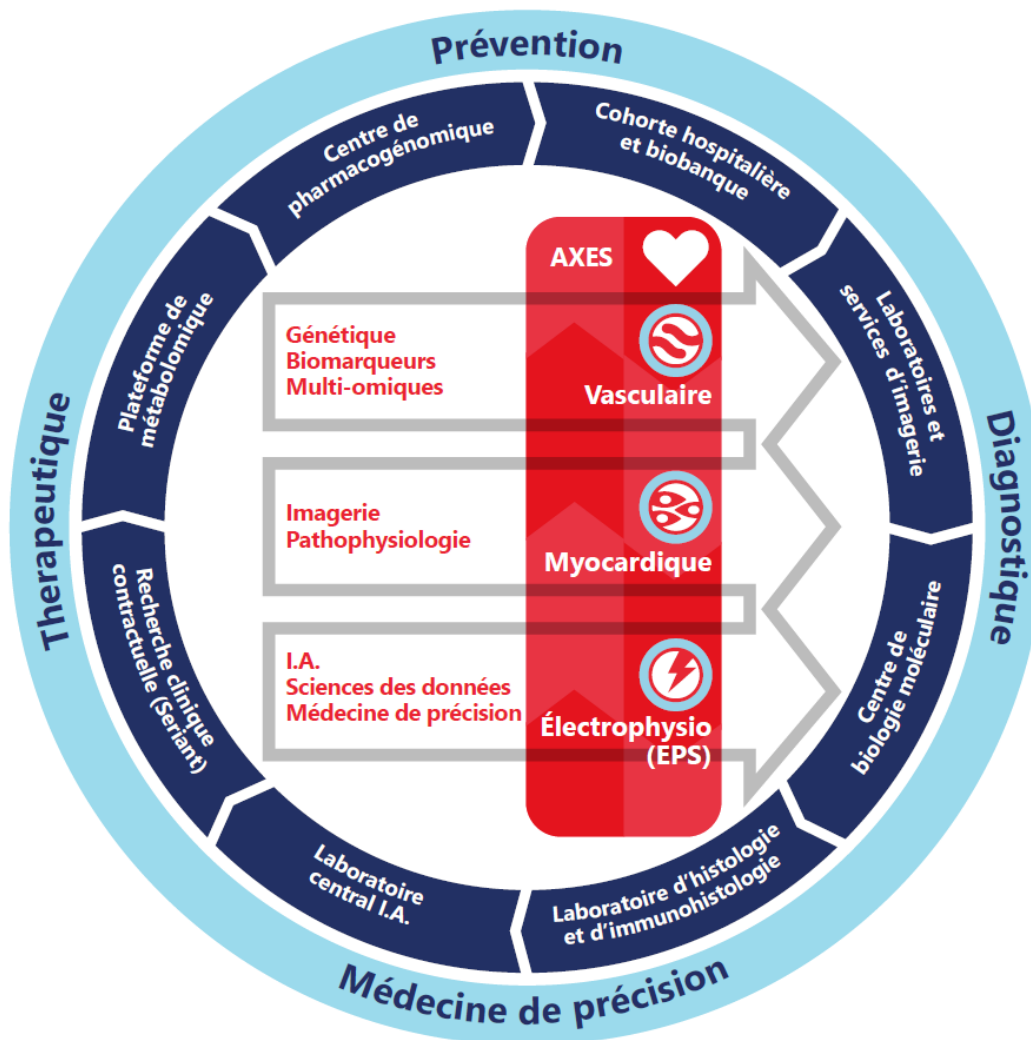 Prévention
Centre de
pharmacogénomique
Cohorte hospitalière
et biobanque
Laboratoires et
services d'imagerie
Diagnostique
Centre de
biologie moléculaire
Laboratoire d'histologie
et d'immunohistologie
Médecine de précision
Laboratoire
central I.A.
Recherche clinique
contractuelle (Seriant)
Therapeutique
Plateforme de
métabolomique
AXES
Génétique
Biomarqueurs
Multi-omiques
Vasculaire
Imagerie
Pathophysiologie
Myocardique
I.A.
Sciences des données
Médecine de précision
Électrophysio
(EPS)